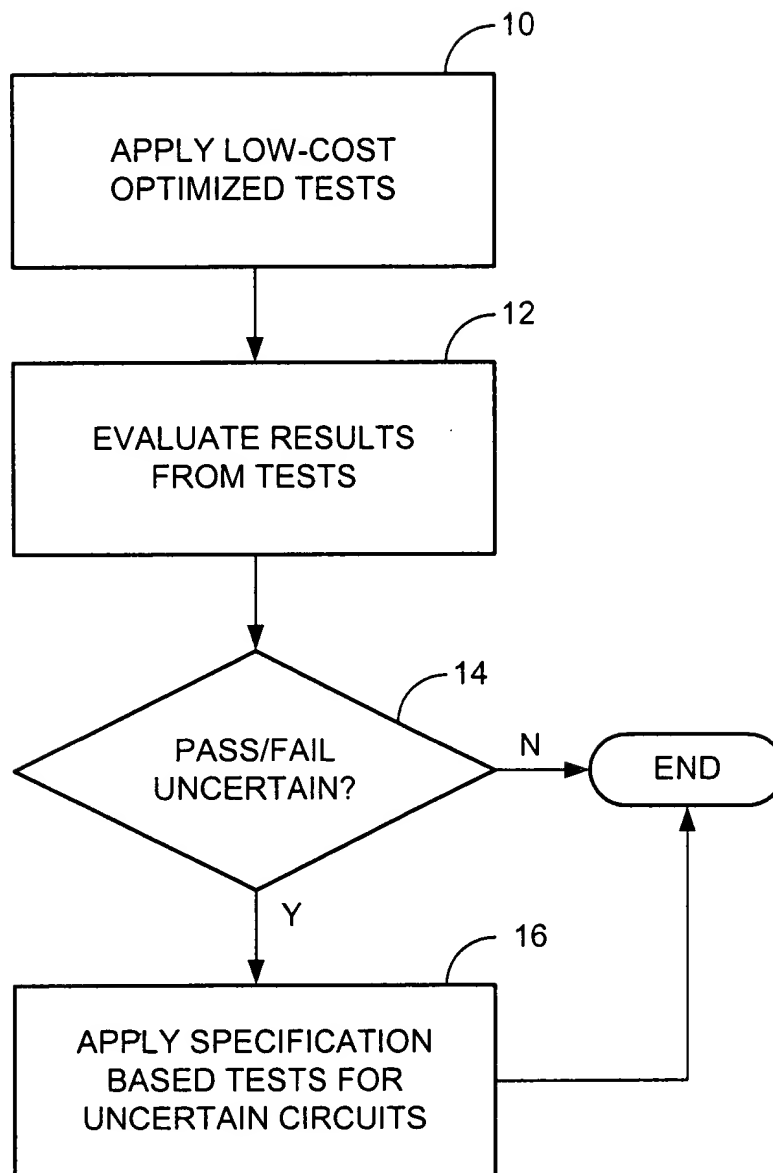 10
APPLY LOW-COST
OPTIMIZED TESTS
12
EVALUATE RESULTS
FROM TESTS
14
PASS/FAIL
UNCERTAIN?
N
END
Y
16
APPLY SPECIFICATION
BASED TESTS FOR
UNCERTAIN CIRCUITS